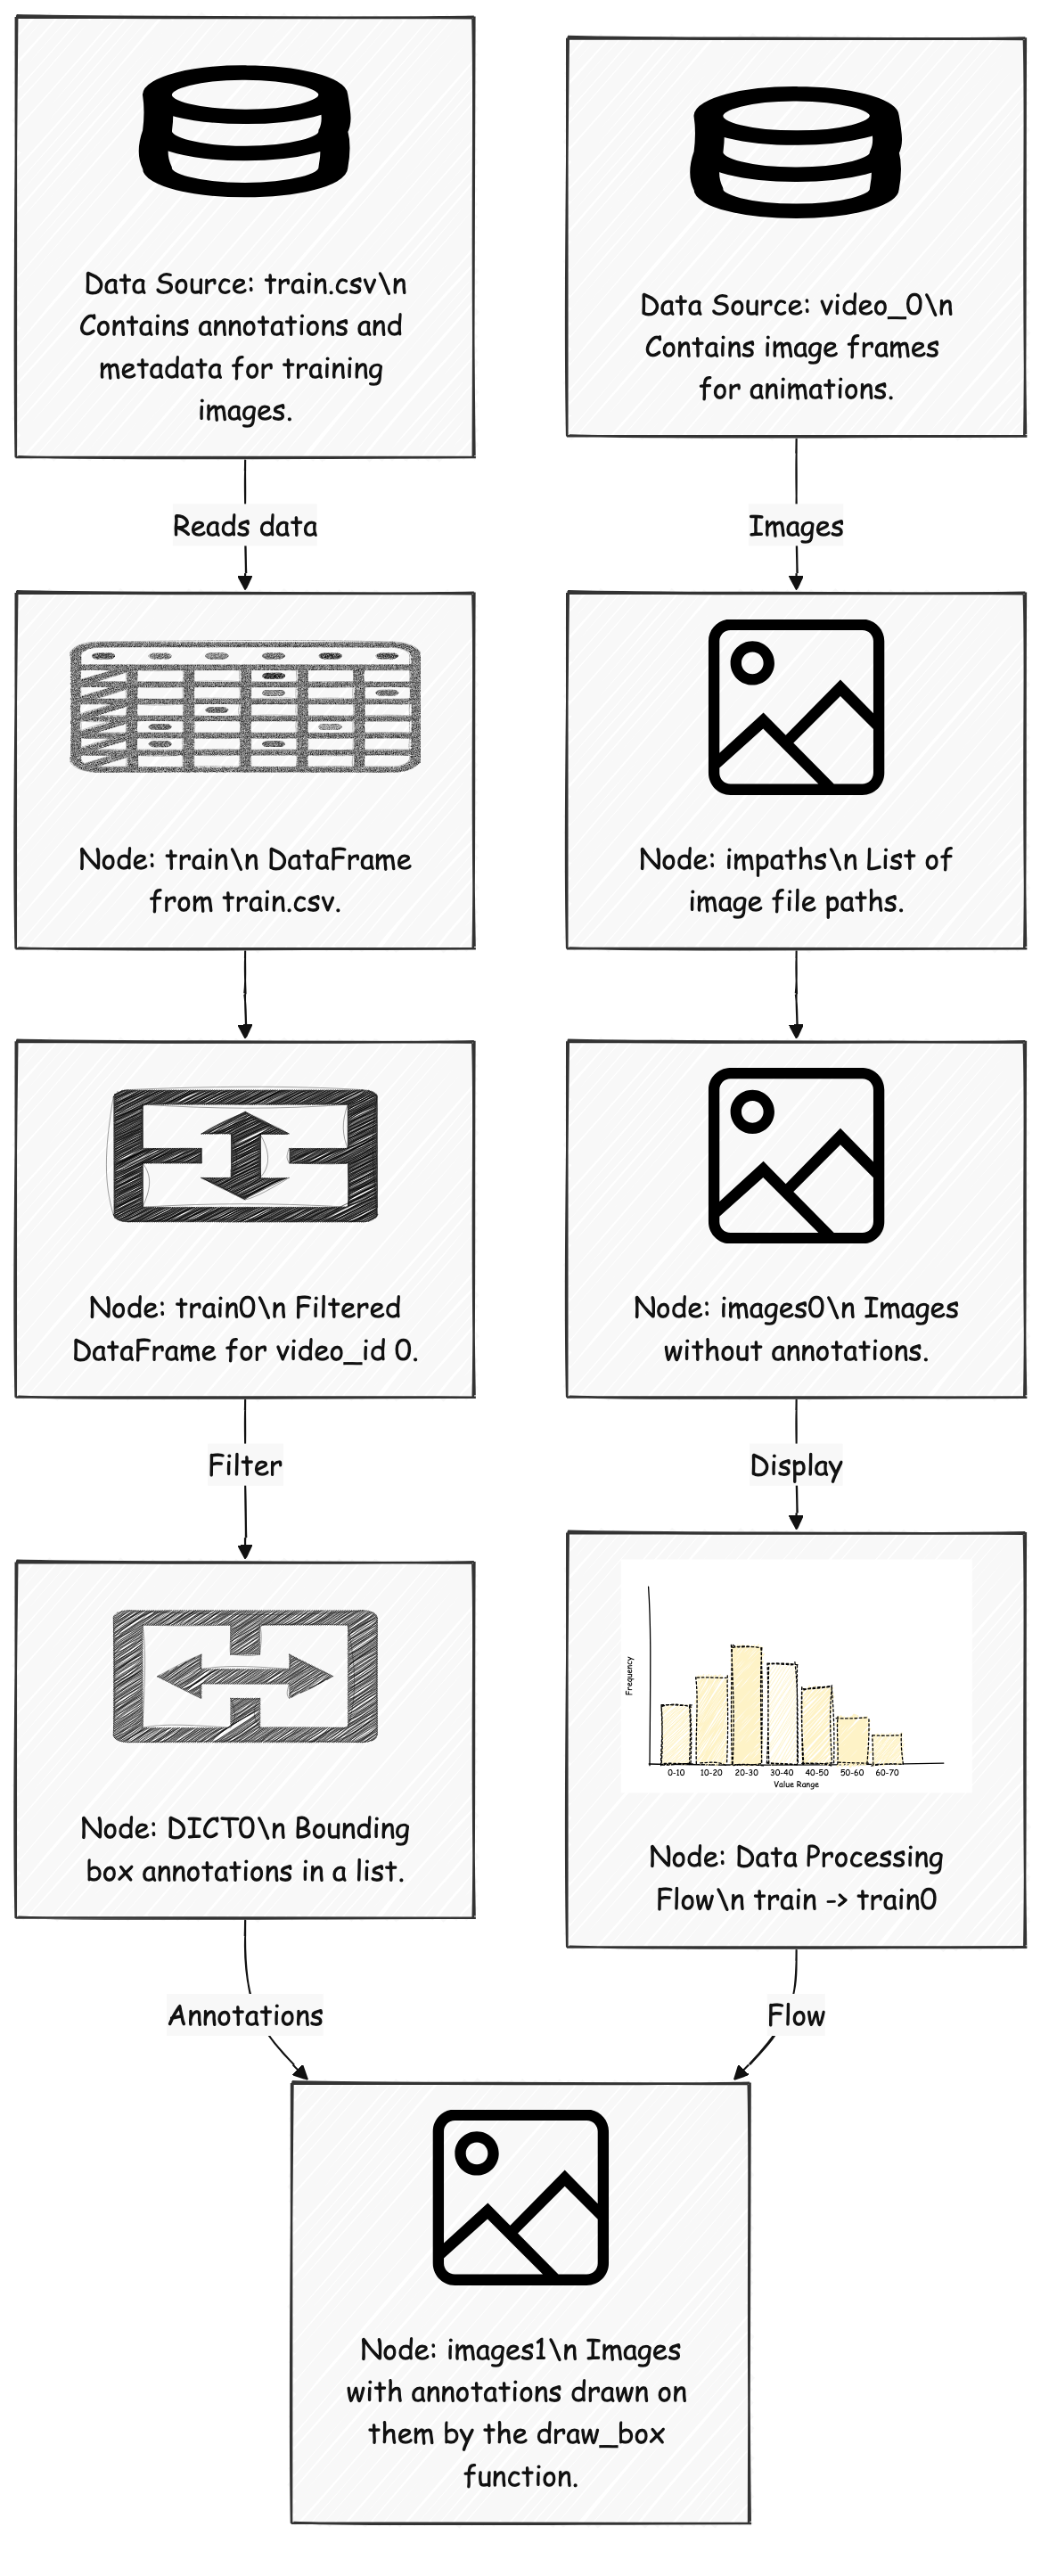 Data Source: train.csv\n
Contains annotations and
metadata for training
images.
Data Source: video_0\n
Contains image frames
for animations.
Reads data
Images
Node: train\n DataFrame
from train.csv.
Node: impaths\n List of
image file paths.
Node: train0\n Filtered
DataFrame for video_id 0.
Node: images0\n Images
without annotations.
Filter
Display
Node: DICT0\n Bounding
box annotations in a list.
Frequency
0-10 10-20 20-30 30-40 40-50 50-60 60-70
Value Range
Node: Data Processing
Flow\n train -> train0
Annotations
Flow
Node: images1\n Images
with annotations drawn on
them by the draw_box
function.